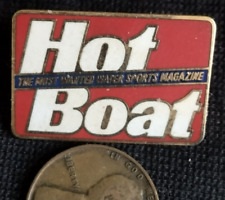 Hot
THE MOST WANTED WATER SPORTS MAGAZINE
Boat